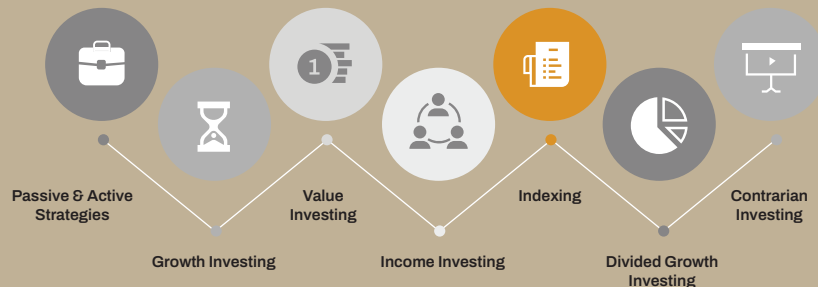 1
Passive & Active
Strategies
Growth Investing
Value
Investing
Income Investing
Indexing
Divided Growth
Investing
Contrarian
Investing